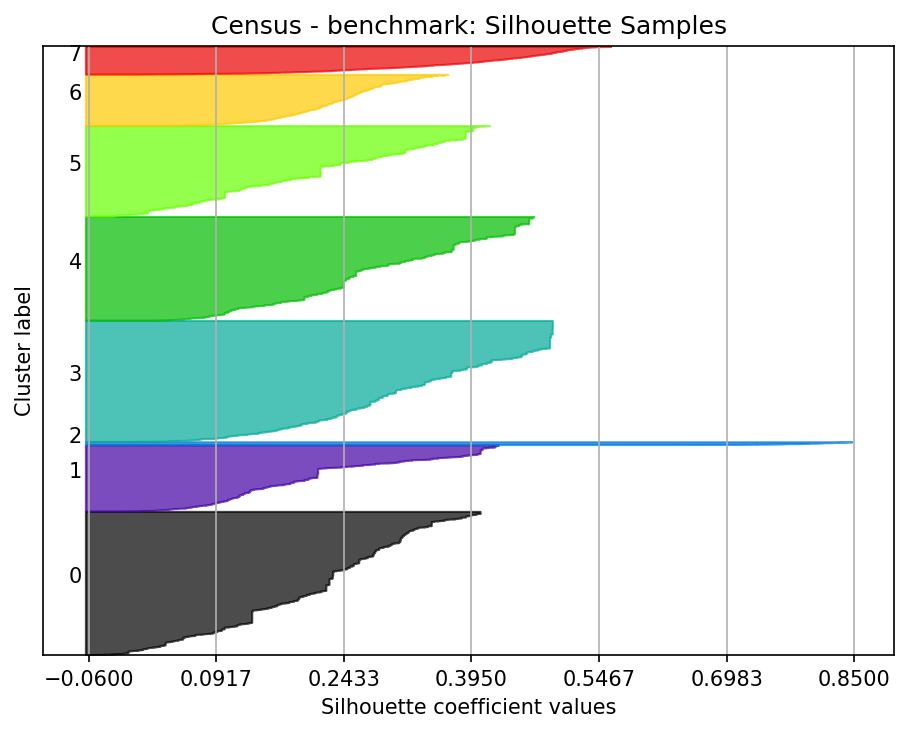 Census - benchmark: Silhouette Samples
7
6
5
4
3
2
1
0
Cluster label
−0.0600 0.0917 0.2433 0.3950 0.5467 0.6983 0.8500
Silhouette coefficient values